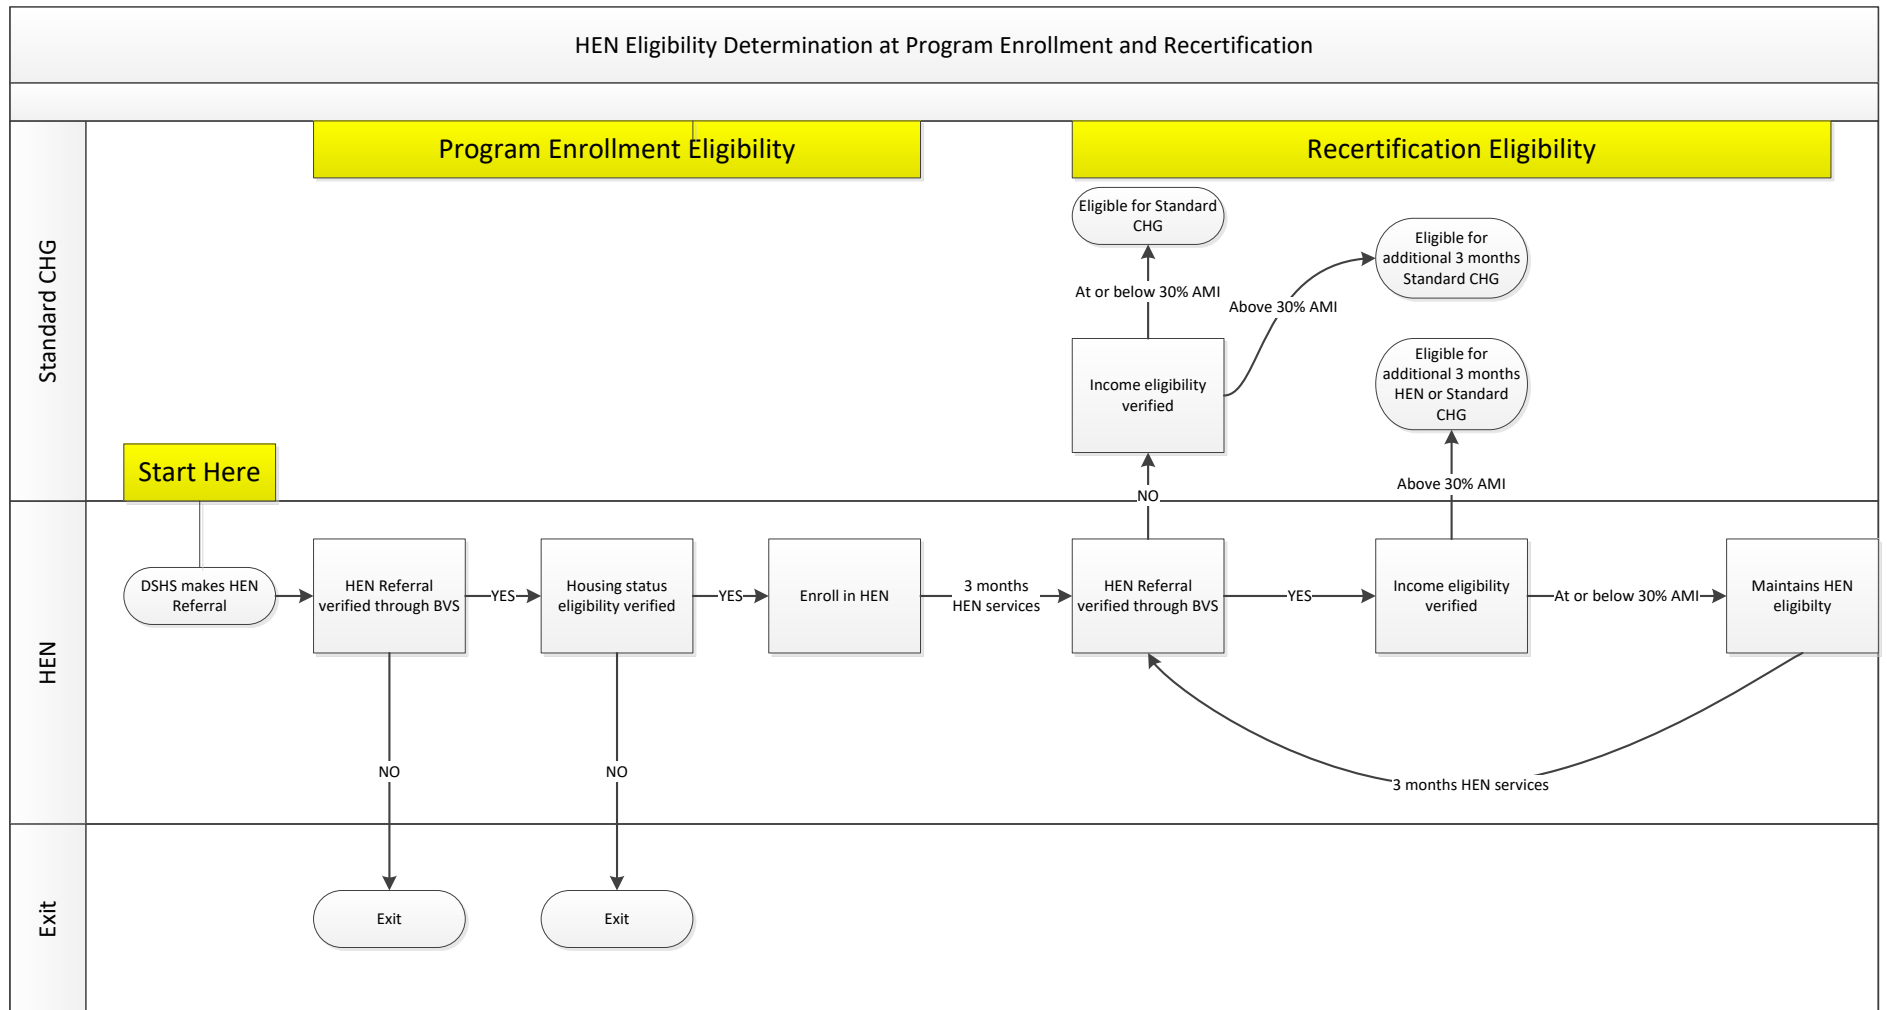 HEN Eligibility Determination at Program Enrollment and Recertification
Program Enrollment Eligibility
Recertification Eligibility
Standard CHG
Eligible for Standard
CHG
Eligible for
additional 3 months
Standard CHG
At or below 30% AMI
Above 30% AMI
Income eligibility
verified
Eligible for
additional 3 months
HEN or Standard
CHG
Start Here
Above 30% AMI
NO
HEN
DSHS makes HEN
Referral
HEN Referral
verified through BVS
YES
Housing status
eligibility verified
YES
Enroll in HEN
3 months
HEN services
HEN Referral
verified through BVS
YES
Income eligibility
verified
At or below 30% AMI
Maintains HEN
eligibilty
NO
NO
3 months HEN services
Exit
Exit
Exit